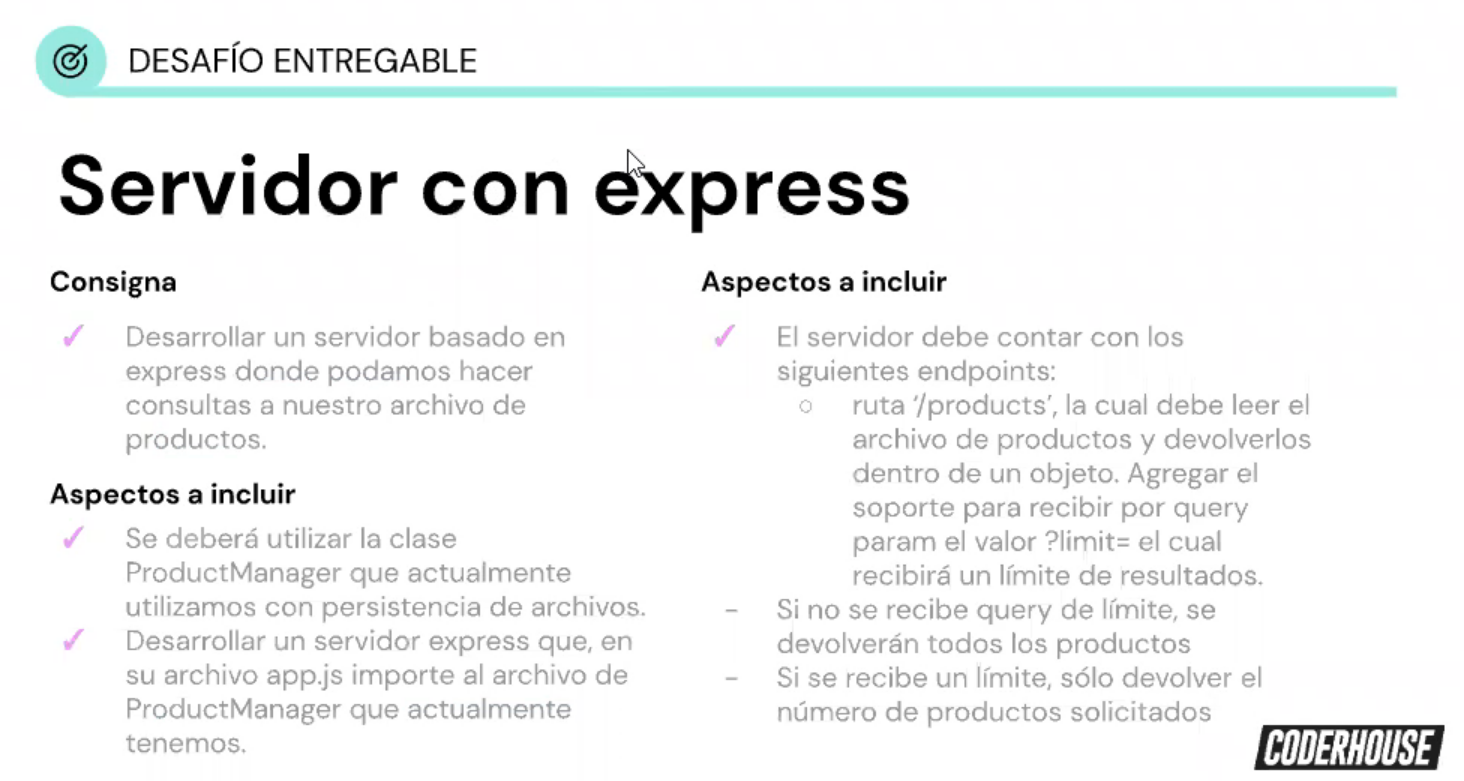 DESAFÍO ENTREGABLE
Servidor con express
Consigna
✓ Desarrollar un servidor basado en
express donde podamos hacer
consultas a nuestro archivo de
productos.
Aspectos a incluir
✓ Se deberá utilizar la clase
ProductManager que actualmente
utilizamos con persistencia de archivos.
✓ Desarrollar un servidor express que, en
su archivo app.js importe al archivo de
ProductManager que actualmente
tenemos.
Aspectos a incluir
✓ El servidor debe contar con los
siguientes endpoints:
○ ruta ‘/products’, la cual debe leer el
archivo de productos y devolverlos
dentro de un objeto. Agregar el
soporte para recibir por query
param el valor ?limit= el cual
recibirá un límite de resultados.
- Si no se recibe query de límite, se
devolverán todos los productos
- Si se recibe un límite, sólo devolver el
número de productos solicitados
CODERHOUSE